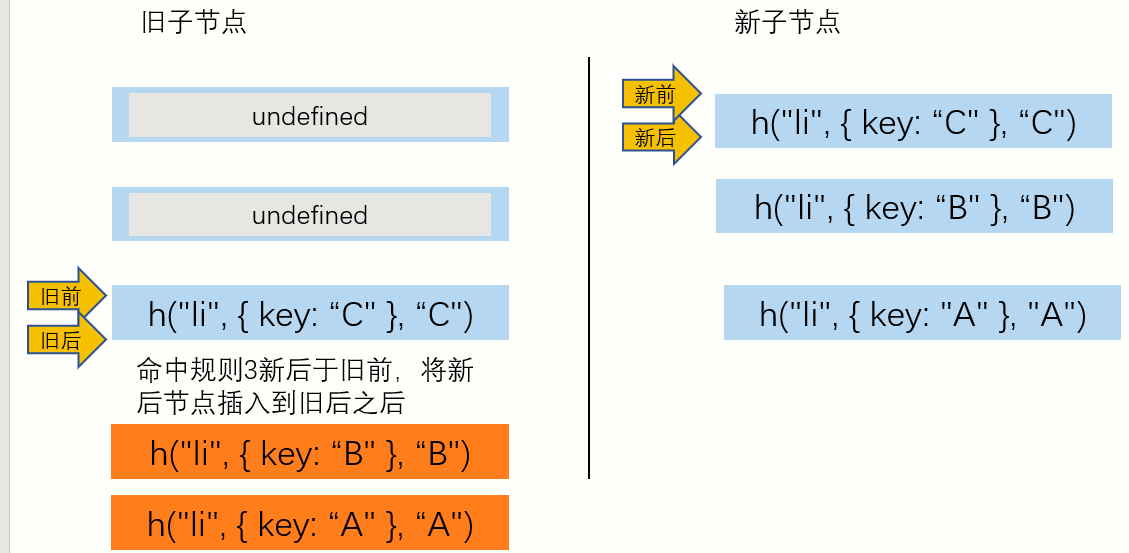 旧子节点
新子节点
undefined
undefined
旧前
旧后
h("li", { key: “C" }, “C")
命中规则3新后于旧前，将新
后节点插入到旧后之后
h("li", { key: “B" }, “B")
h("li", { key: “A" }, “A")
新前
新后
h("li", { key: “C" }, “C")
h("li", { key: “B" }, “B")
h("li", { key: "A" }, "A")